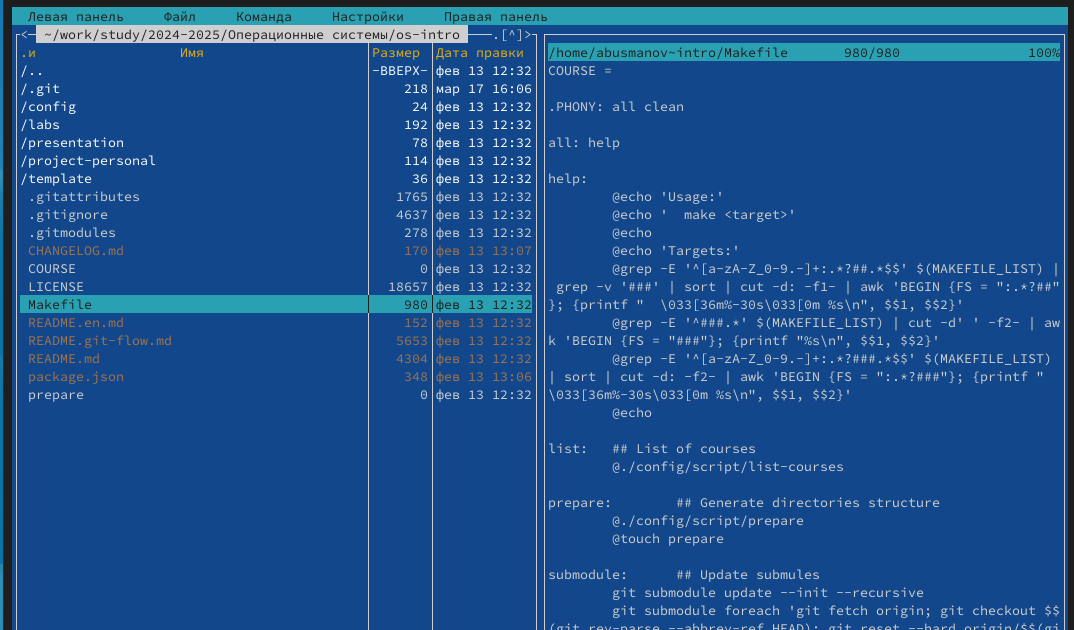 Левая панель Файл Команда Настройки Правая панель
<— ~/work/study/2024-2025/Операционные системы/os-intro —.[^]>
.и Имя Размер Дата правки
/.. -ВВЕРХ- фев 13 12:32
/.git 218 мар 17 16:06
/config 24 фев 13 12:32
/labs 192 фев 13 12:32
/presentation 78 фев 13 12:32
/project-personal 114 фев 13 12:32
/template 36 фев 13 12:32
.gitattributes 1765 фев 13 12:32
.gitignore 4637 фев 13 12:32
.gitmodules 278 фев 13 12:32
CHANGELOG.md 170 фев 13 13:07
COURSE 0 фев 13 12:32
LICENSE 18657 фев 13 12:32
Makefile 980 фев 13 12:32
README.en.md 152 фев 13 12:32
README.git-flow.md 5653 фев 13 12:32
README.md 4304 фев 13 12:32
package.json 348 фев 13 13:06
prepare 0 фев 13 12:32
/home/abusmanov~intro/Makefile 980/980 100%
COURSE =
.PHONY: all clean
all: help
help:
@echo 'Usage:'
@echo '  make <target>'
@echo
@echo 'Targets:'
@grep -E '^[a-zA-Z_0-9.-]+:.*?##.*$$' $(MAKEFILE_LIST) |
grep -v '###' | sort | cut -d: -f1- | awk 'BEGIN {FS = ":.*?##"
}; {printf "  \033[36m%-30s\033[0m %s\n", $$1, $$2}'
@grep -E '^###.*' $(MAKEFILE_LIST) | cut -d' ' -f2- | aw
k 'BEGIN {FS = "###"}; {printf "%s\n", $$1, $$2}'
@grep -E '^[a-zA-Z_0-9.-]+:.*?###.*$$' $(MAKEFILE_LIST)
| sort | cut -d: -f2- | awk 'BEGIN {FS = ":.*?###"}; {printf "
\033[36m%-30s\033[0m %s\n", $$1, $$2}'
@echo
list:   ## List of courses
@./config/script/list-courses
prepare:        ## Generate directories structure
@./config/script/prepare
@touch prepare
submodule:      ## Update submules
git submodule update --init --recursive
git submodule foreach 'git fetch origin; git checkout $$
(git rev-parse --abbrev-ref HEAD); git reset --hard origin/$$(gi